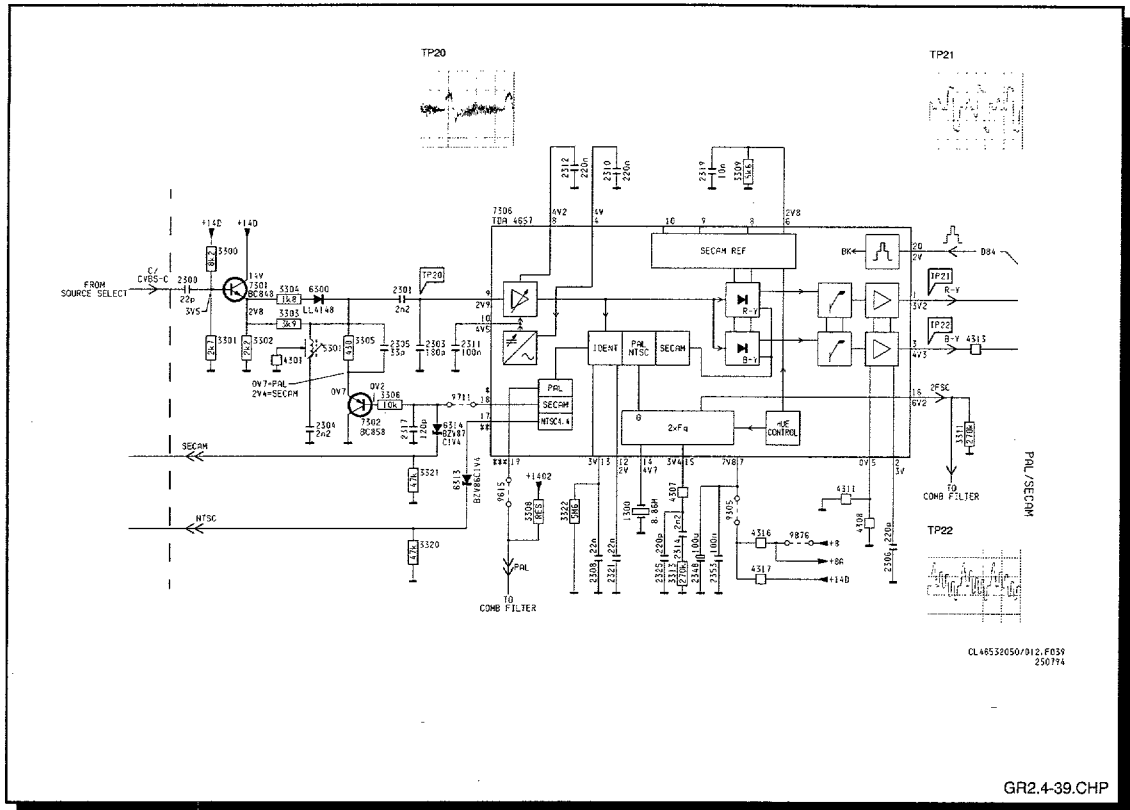 TP20
TP21
2312
220n
2310
220n
2319
10n
3309
5k6
4V2
8
4V
4
2V8
6
7306
TDA 4657
10
9
8
SECAM REF
BK
20
2V
D84
+14D
+14D
C/
CVBS-C
FROM
SOURCE SELECT
2300
22p
3V5
3300
8k2
14V
7301
BC848
2V8
3304
1k8
6300
LL4148
2301
2n2
TP20
9
2V9
10
4V5
3303
3k9
3301
2k7
3302
2k2
4301
5301
3305
430
2305
33p
2303
180p
2311
100n
0V7=PAL
2V4=SECAM
0V7
0V2
3306
10k
9711
7302
BC858
2304
2n2
2317
120p
6314
BZV87
C1V4
*
18
17
**
PAL
SECAM
NTSC4.4
IDENT
PAL
NTSC
SECAM
R-Y
B-Y
2xFq
HUE
CONTROL
TP21
R-Y
1
3V2
TP22
B-Y
3
4V3
4313
16
6V2
2FSC
3311
270k
TO
COMB FILTER
SECAM
3321
47k
6313
BZV86C1V4
NTSC
3320
47k
*** 19
9615
+1402
3308
RES
PAL
TO
COMB FILTER
3V 13
12
2V
14
4V7
3V4 15
7V8 7
0V 5
2
3V
3322
5M6
2308
22n
2321
22n
1300
8.86M
4307
2325
220p
2314
2n2
3313
270k
2348
100u
2353
100n
9305
4316
9876
+8
+8A
4317
+14D
4311
4308
2306
220p
PAL/SECAM
TP22
CL46532050/012.F039
250794
GR2.4-39.CHP